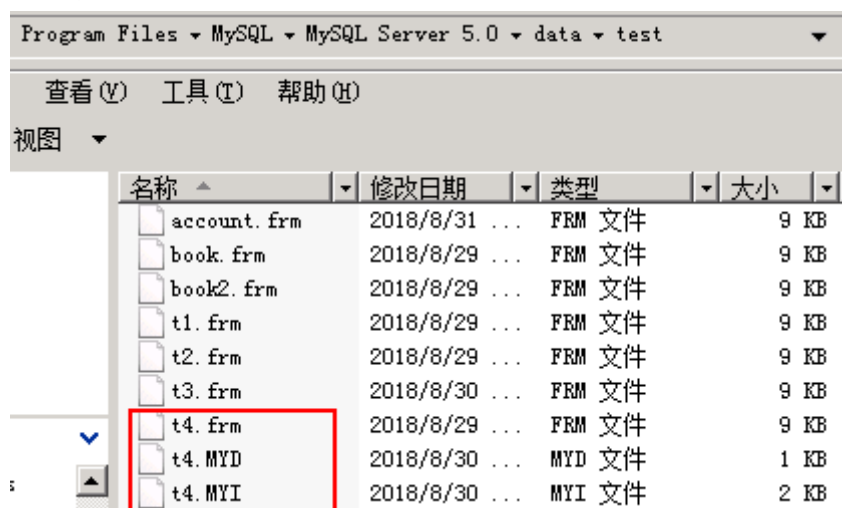 Program Files ▾ MySQL ▾ MySQL Server 5.0 ▾ data ▾ test
查看(V) 工具(T) 帮助(H)
视图
名称 修改日期 类型 大小
account.frm 2018/8/31 ... FRM 文件 9 KB
book.frm 2018/8/29 ... FRM 文件 9 KB
book2.frm 2018/8/29 ... FRM 文件 9 KB
t1.frm 2018/8/29 ... FRM 文件 9 KB
t2.frm 2018/8/29 ... FRM 文件 9 KB
t3.frm 2018/8/30 ... FRM 文件 9 KB
t4.frm 2018/8/29 ... FRM 文件 9 KB
t4.MYD 2018/8/30 ... MYD 文件 1 KB
t4.MYI 2018/8/30 ... MYI 文件 2 KB